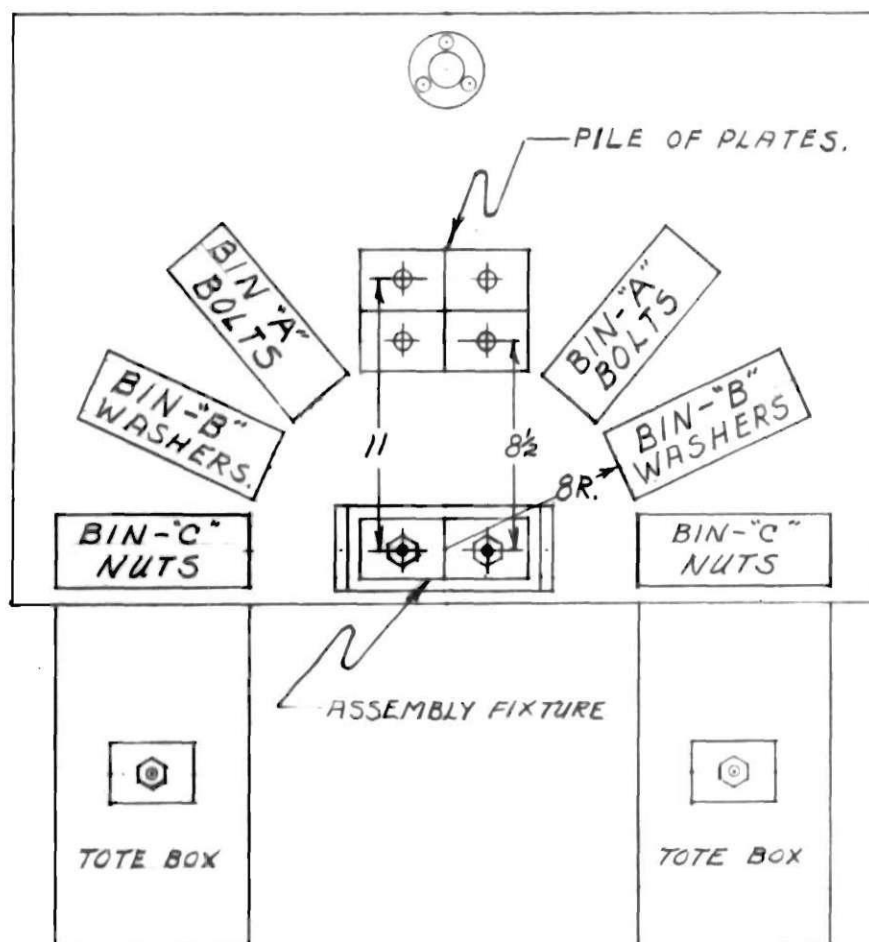 PILE OF PLATES.
BIN "A"
BOLTS
BIN-"A"
BOLTS
BIN-"B"
WASHERS.
BIN-"B"
WASHERS
11
8½
8R.
BIN-"C"
NUTS
BIN-"C"
NUTS
ASSEMBLY FIXTURE
TOTE BOX
TOTE BOX